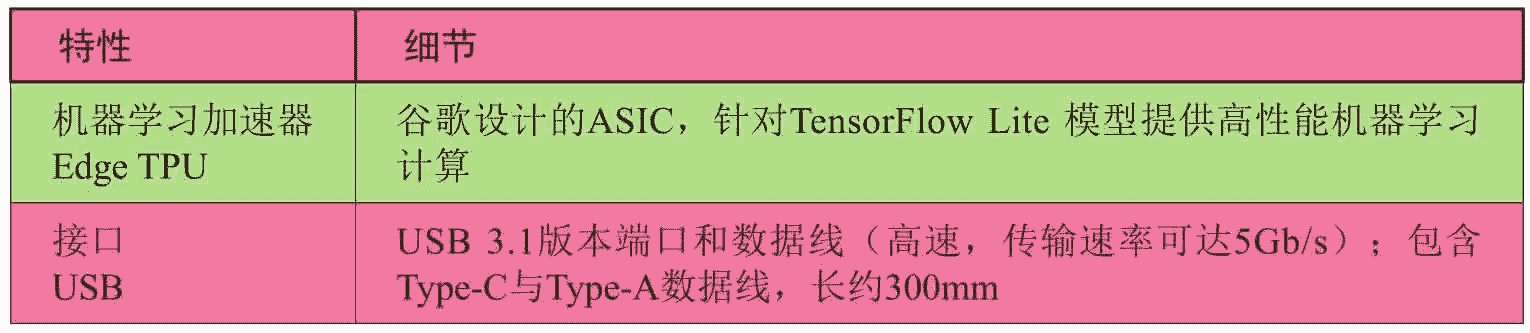 特性 细节
机器学习加速器 谷歌设计的ASIC，针对TensorFlow Lite 模型提供高性能机器学习
Edge TPU 计算
接口 USB 3.1版本端口和数据线（高速，传输速率可达5Gb/s）；包含
USB Type-C与Type-A数据线，长约300mm